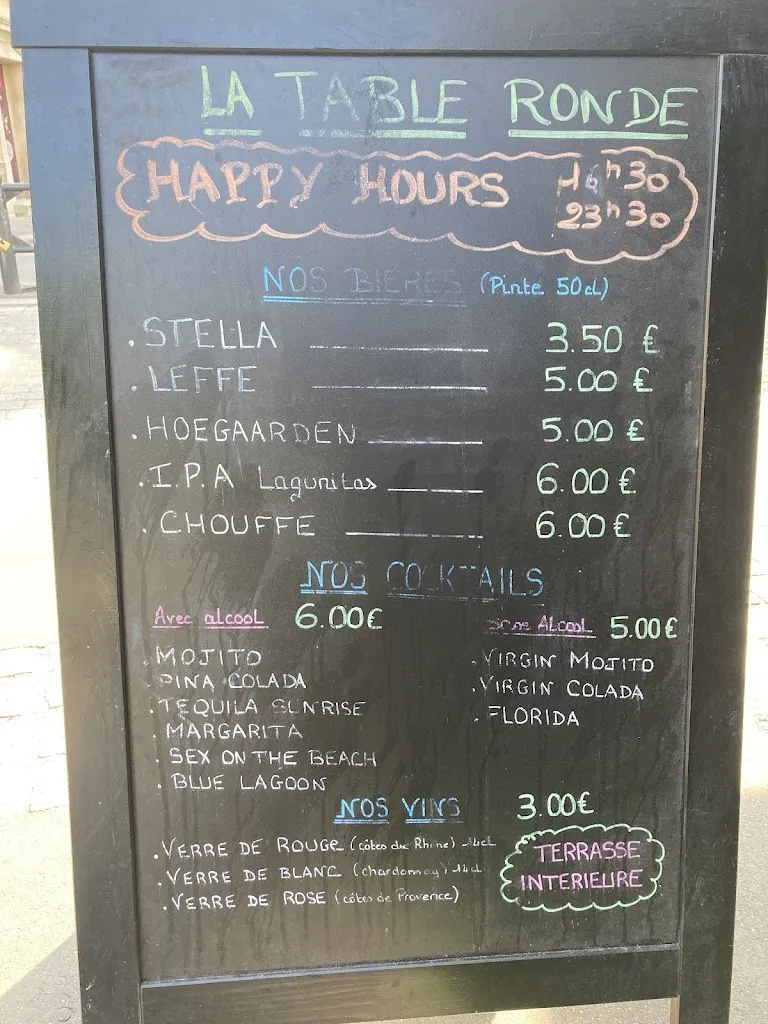 LA TABLE RONDE
HAPPY HOURS
h30
23h30
NOS BIERES (Pinte 50cl)
. STELLA 3.50 €
. LEFFE 5.00 €
. HOEGAARDEN 5.00 €
. I.P.A Lagunitas 6.00 €
. CHOUFFE 6.00 €
NOS COCKTAILS
Avec alcool 6.00€
. MOJITO
. PINA COLADA
. TEQUILA SUNRISE
. MARGARITA
. SEX ON THE BEACH
. BLUE LAGOON
Sans Alcool 5.00€
. VIRGIN MOJITO
. VIRGIN COLADA
. FLORIDA
NOS VINS 3.00€
. VERRE DE ROUGE (côtes du Rhône) 14cl
. VERRE DE BLANC (chardonnay) 14cl
. VERRE DE ROSE (côtes de Provence)
TERRASSE
INTERIEURE